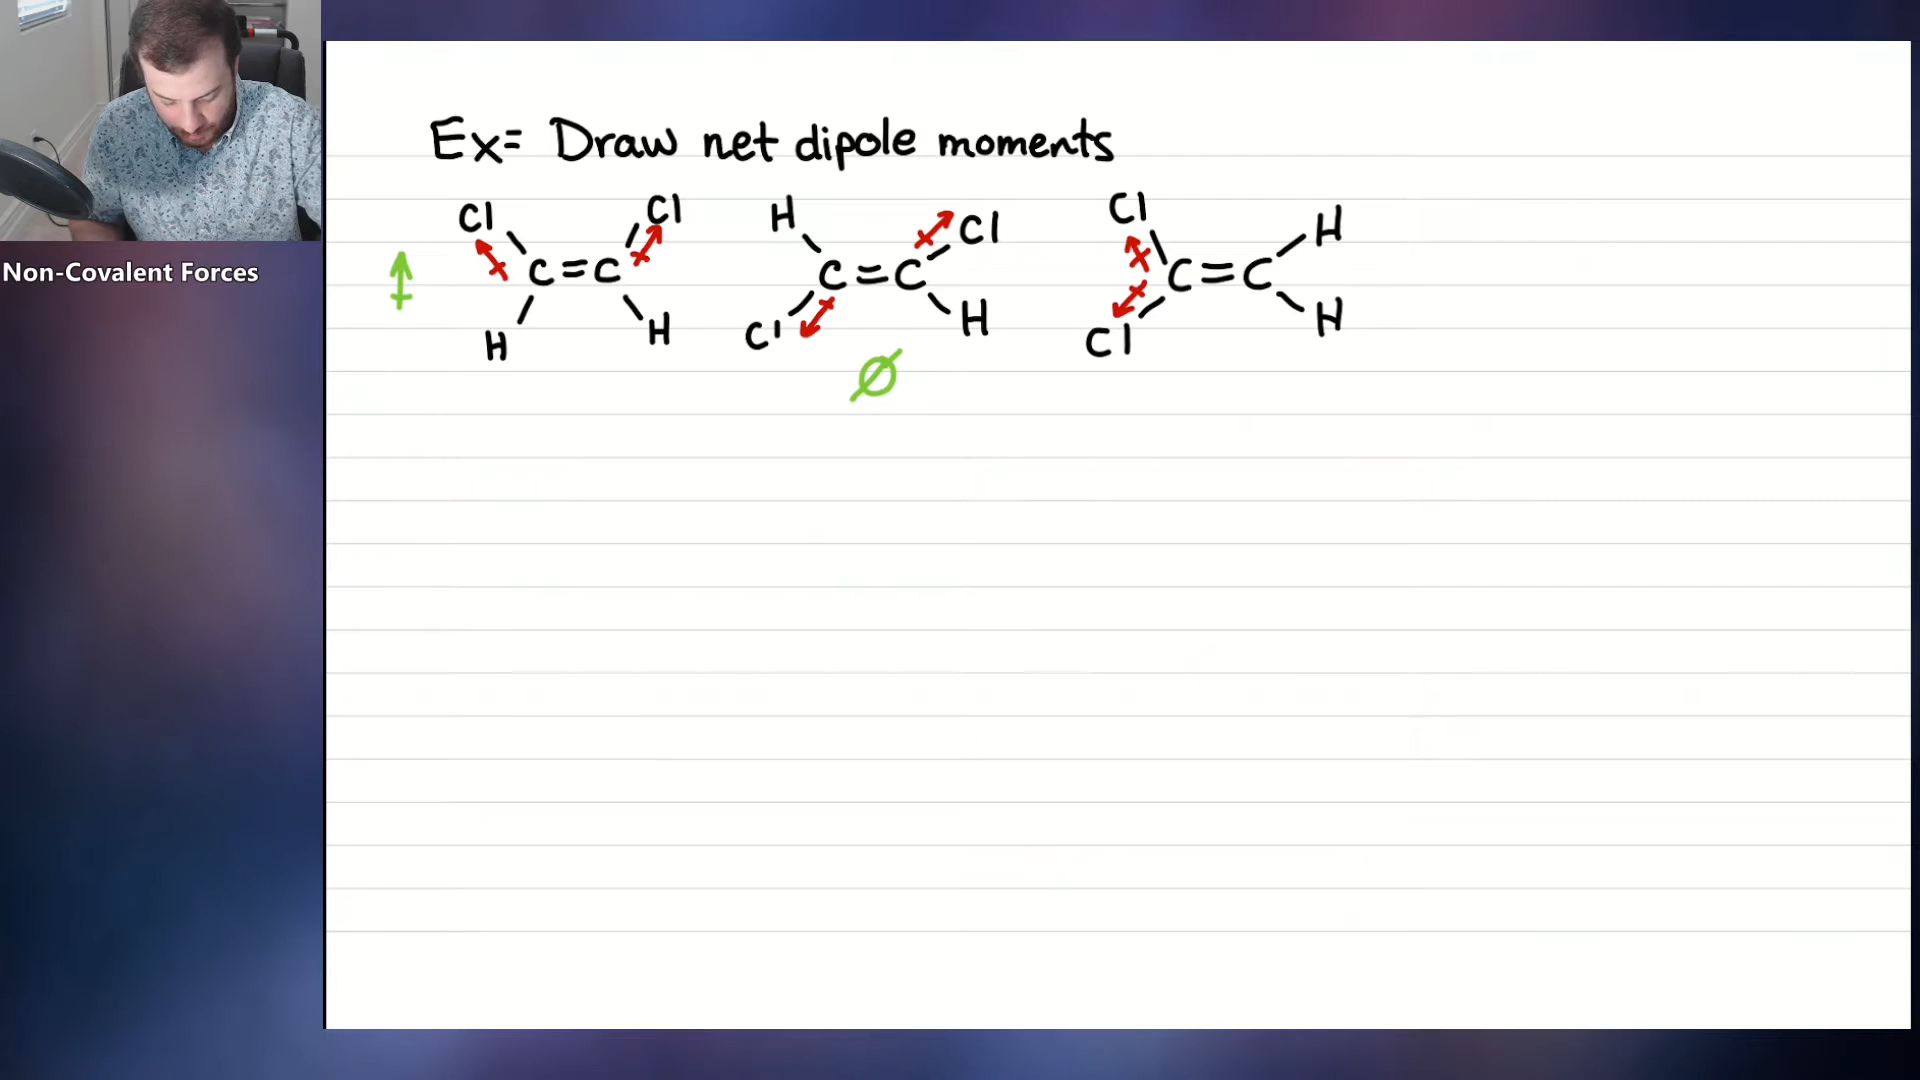 Non-Covalent Forces
Ex= Draw net dipole moments
Cl Cl H Cl Cl H
C=C C=C C=C
H H Cl H Cl H
Ø